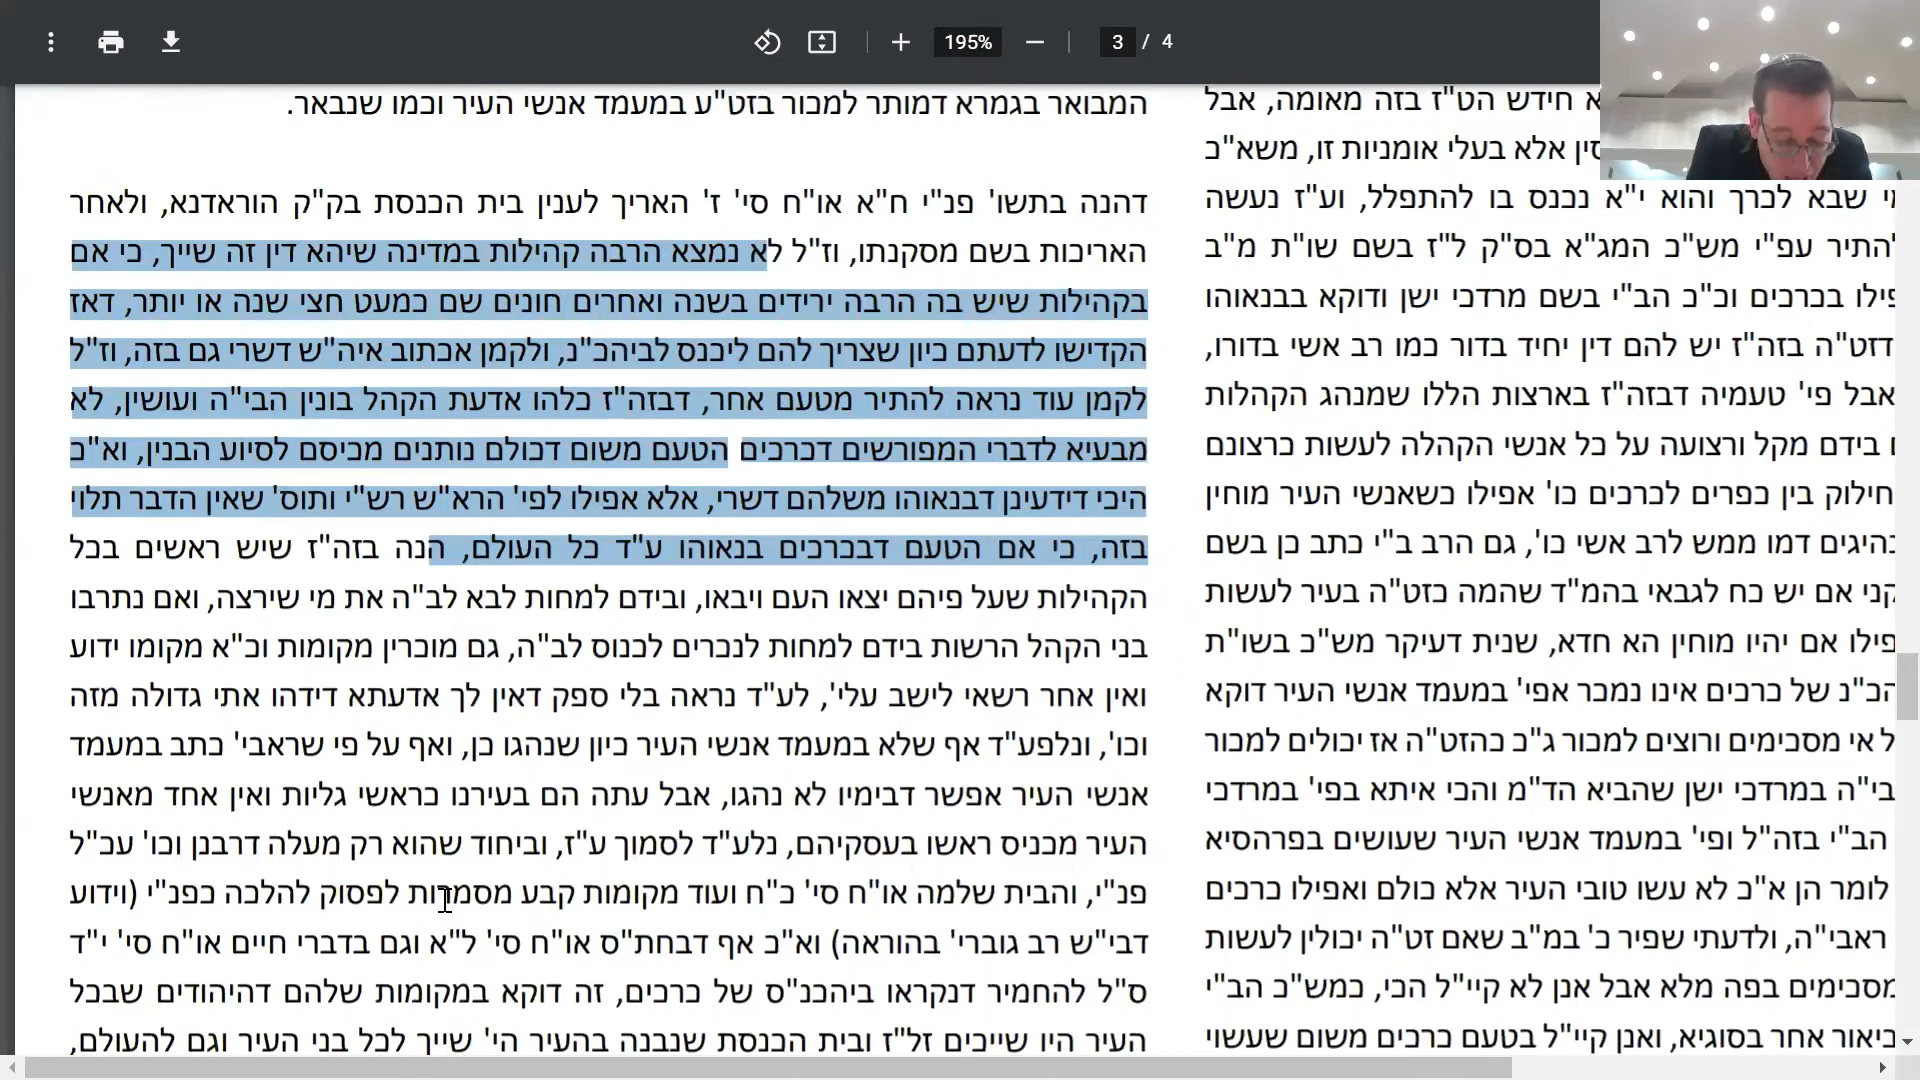 195%
3 / 4
המבואר בגמרא דמותר למכור בזט"ע במעמד אנשי העיר וכמו שנבאר.
דהנה בתשו' פנ"י ח"א או"ח סי' ז' האריך לענין בית הכנסת בק"ק הוראדנא, ולאחר
האריכות בשם מסקנתו, וז"ל לא נמצא הרבה קהילות במדינה שיהא דין זה שייך, כי אם
בקהילות שיש בה הרבה ירידים בשנה ואחרים חונים שם כמעט חצי שנה או יותר, דאז
הקדישו לדעתם כיון שצריך להם ליכנס לביהכ"נ, ולקמן אכתוב איה"ש דשרי גם בזה, וז"ל
לקמן עוד נראה להתיר מטעם אחר, דבזה"ז כלהו אדעת הקהל בונין הבי"ה ועושין, לא
מבעיא לדברי המפורשים דכרכים הטעם משום דכולם נותנים מכיסם לסיוע הבנין, וא"כ
היכי דידעינן דבנאוהו משלהם דשרי, אלא אפילו לפי' הרא"ש רש"י ותוס' שאין הדבר תלוי
בזה, כי אם הטעם דבכרכים בנאוהו ע"ד כל העולם, הנה בזה"ז שיש ראשים בכל
הקהילות שעל פיהם יצאו העם ויבאו, ובידם למחות לבא לב"ה את מי שירצה, ואם נתרבו
בני הקהל הרשות בידם למחות לנכרים לכנוס לב"ה, גם מוכרין מקומות וכ"א מקומו ידוע
ואין אחר רשאי לישב עלי', לע"ד נראה בלי ספק דאין לך אדעתא דידהו אתי גדולה מזה
וכו', ונלפע"ד אף שלא במעמד אנשי העיר כיון שנהגו כן, ואף על פי שראבי' כתב במעמד
אנשי העיר אפשר דבימיו לא נהגו, אבל עתה הם בעירנו כראשי גליות ואין אחד מאנשי
העיר מכניס ראשו בעסקיהם, נלע"ד לסמוך ע"ז, וביחוד שהוא רק מעלה דרבנן וכו' עכ"ל
פנ"י, והבית שלמה או"ח סי' כ"ח ועוד מקומות קבע מסמרות לפסוק להלכה כפנ"י (וידוע
דבי"ש רב גוברי' בהוראה) וא"כ אף דבחת"ס או"ח סי' ל"א וגם בדברי חיים או"ח סי' י"ד
ס"ל להחמיר דנקראו ביהכנ"ס של כרכים, זה דוקא במקומות שלהם דהיהודים שבכל
העיר היו שייכים זל"ז ובית הכנסת שנבנה בהעיר הי' שייך לכל בני העיר וגם להעולם,
א חידש הט"ז בזה מאומה, אבל
סין אלא בעלי אומניות זו, משא"כ
מי שבא לכרך והוא י"א נכנס בו להתפלל, וע"ז נעשה
להתיר עפ"י מש"כ המג"א בס"ק ל"ז בשם שו"ת מ"ב
פילו בכרכים וכ"כ הב"י בשם מרדכי ישן ודוקא בבנאוהו
דזט"ה בזה"ז יש להם דין יחיד בדור כמו רב אשי בדורו,
אבל פי' טעמיה דבזה"ז בארצות הללו שמנהג הקהלות
בידם מקל ורצועה על כל אנשי הקהלה לעשות כרצונם
חילוק בין כפרים לכרכים כו' אפילו כשאנשי העיר מוחין
נהיגים דמו ממש לרב אשי כו', גם הרב ב"י כתב כן בשם
קני אם יש כח לגבאי בהמ"ד שהמה כזט"ה בעיר לעשות
פילו אם יהיו מוחין הא חדא, שנית דעיקר מש"כ בשו"ת
הכ"נ של כרכים אינו נמכר אפי' במעמד אנשי העיר דוקא
ל אי מסכימים ורוצים למכור ג"כ כהזט"ה אז יכולים למכור
בי"ה במרדכי ישן שהביא הד"מ והכי איתא בפי' במרדכי
הב"י בזה"ל ופי' במעמד אנשי העיר שעושים בפרהסיא
לומר הן א"כ לא עשו טובי העיר אלא כולם ואפילו כרכים
ראבי"ה, ולדעתי שפיר כ' במ"ב שאם זט"ה יכולין לעשות
מסכימים בפה מלא אבל אנן לא קיי"ל הכי, כמש"כ הב"י
ביאור אחר בסוגיא, ואנן קיי"ל בטעם כרכים משום שעשוי